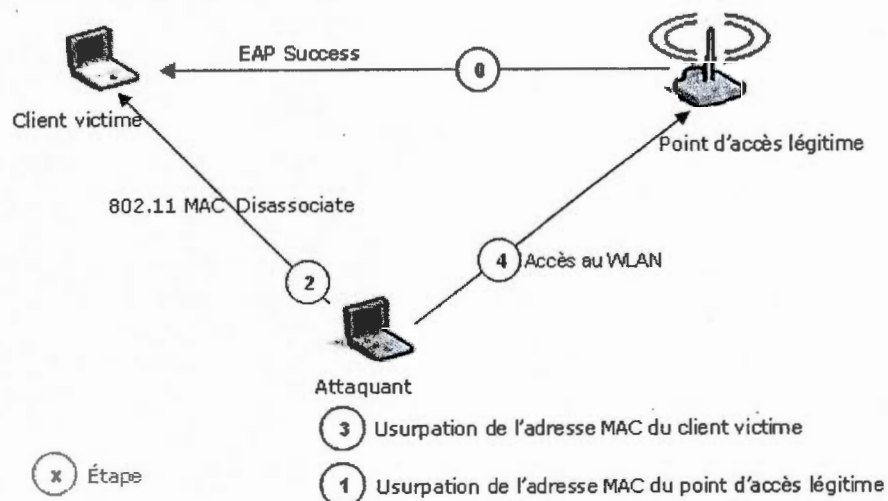 EAP Success
0
Client victime
Point d'accès légitime
802.11 MAC Disassociate
4 Accès au WLAN
2
Attaquant
3 Usurpation de l'adresse MAC du client victime
x Étape
1 Usurpation de l'adresse MAC du point d'accès légitime